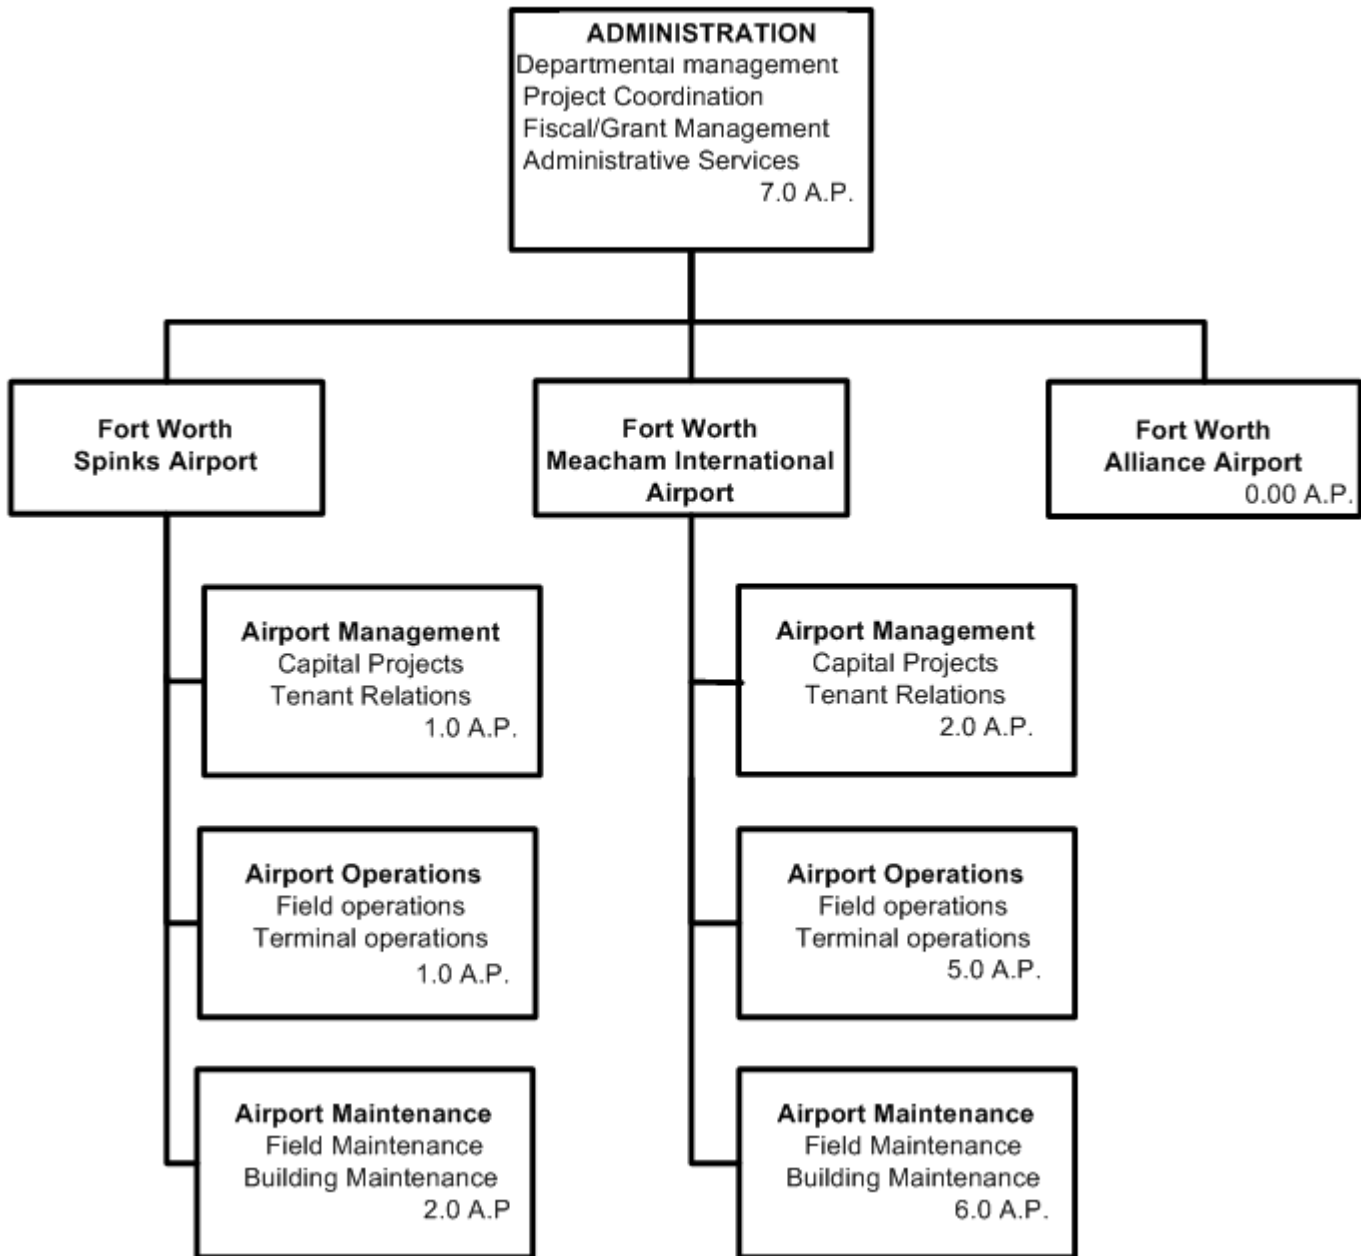 ADMINISTRATION
Departmental management
Project Coordination
Fiscal/Grant Management
Administrative Services
7.0 A.P.
Fort Worth
Spinks Airport
Fort Worth
Meacham International
Airport
Fort Worth
Alliance Airport
0.00 A.P.
Airport Management
Capital Projects
Tenant Relations
1.0 A.P.
Airport Operations
Field operations
Terminal operations
1.0 A.P.
Airport Maintenance
Field Maintenance
Building Maintenance
2.0 A.P
Airport Management
Capital Projects
Tenant Relations
2.0 A.P.
Airport Operations
Field operations
Terminal operations
5.0 A.P.
Airport Maintenance
Field Maintenance
Building Maintenance
6.0 A.P.